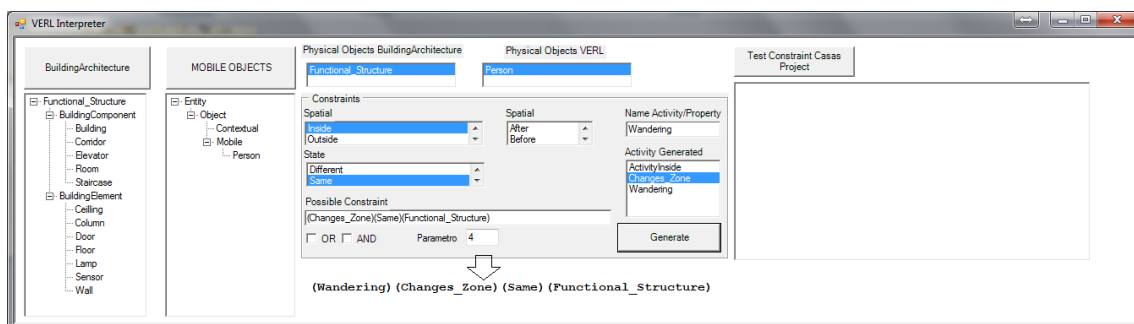 VERL Interpreter
BuildingArchitecture
Functional_Structure
BuildingComponent
Building
Corridor
Elevator
Room
Staircase
BuildingElement
Ceilling
Column
Door
Floor
Lamp
Sensor
Wall
MOBILE OBJECTS
Entity
Object
Contextual
Mobile
Person
Physical Objects BuildingArchitecture
Functional_Structure
Physical Objects VERL
Person
Constraints
Spatial
Inside
Outside
Spatial
After
Before
Name Activity/Property
Wandering
State
Different
Same
Activity Generated
ActivityInside
Changes_Zone
Wandering
Possible Constraint
(Changes_Zone)(Same)(Functional_Structure)
OR AND Parametro 4
Generate
(Wandering)(Changes_Zone)(Same)(Functional_Structure)
Test Constraint Casas
Project